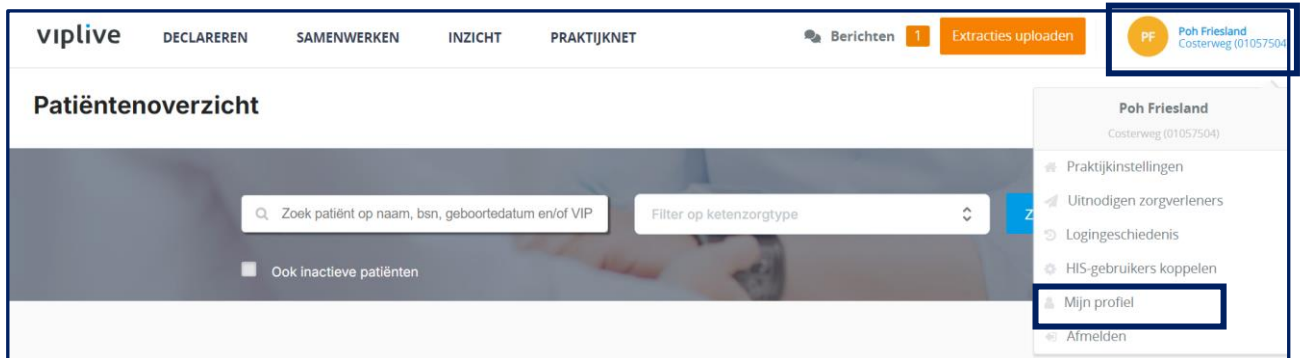 viplive DECLAREREN SAMENWERKEN INZICHT PRAKTIJKNET Berichten 1 Extracties uploaden PF Poh Friesland
Costerweg (01057504
Patiëntenoverzicht
Poh Friesland
Costerweg (01057504)
Praktijkinstellingen
Uitnodigen zorgverleners
Zoek patiënt op naam, bsn, geboortedatum en/of VIP Filter op ketenzorgtype Z
Logingeschiedenis
Ook inactieve patiënten
HIS-gebruikers koppelen
Mijn profiel
Afmelden